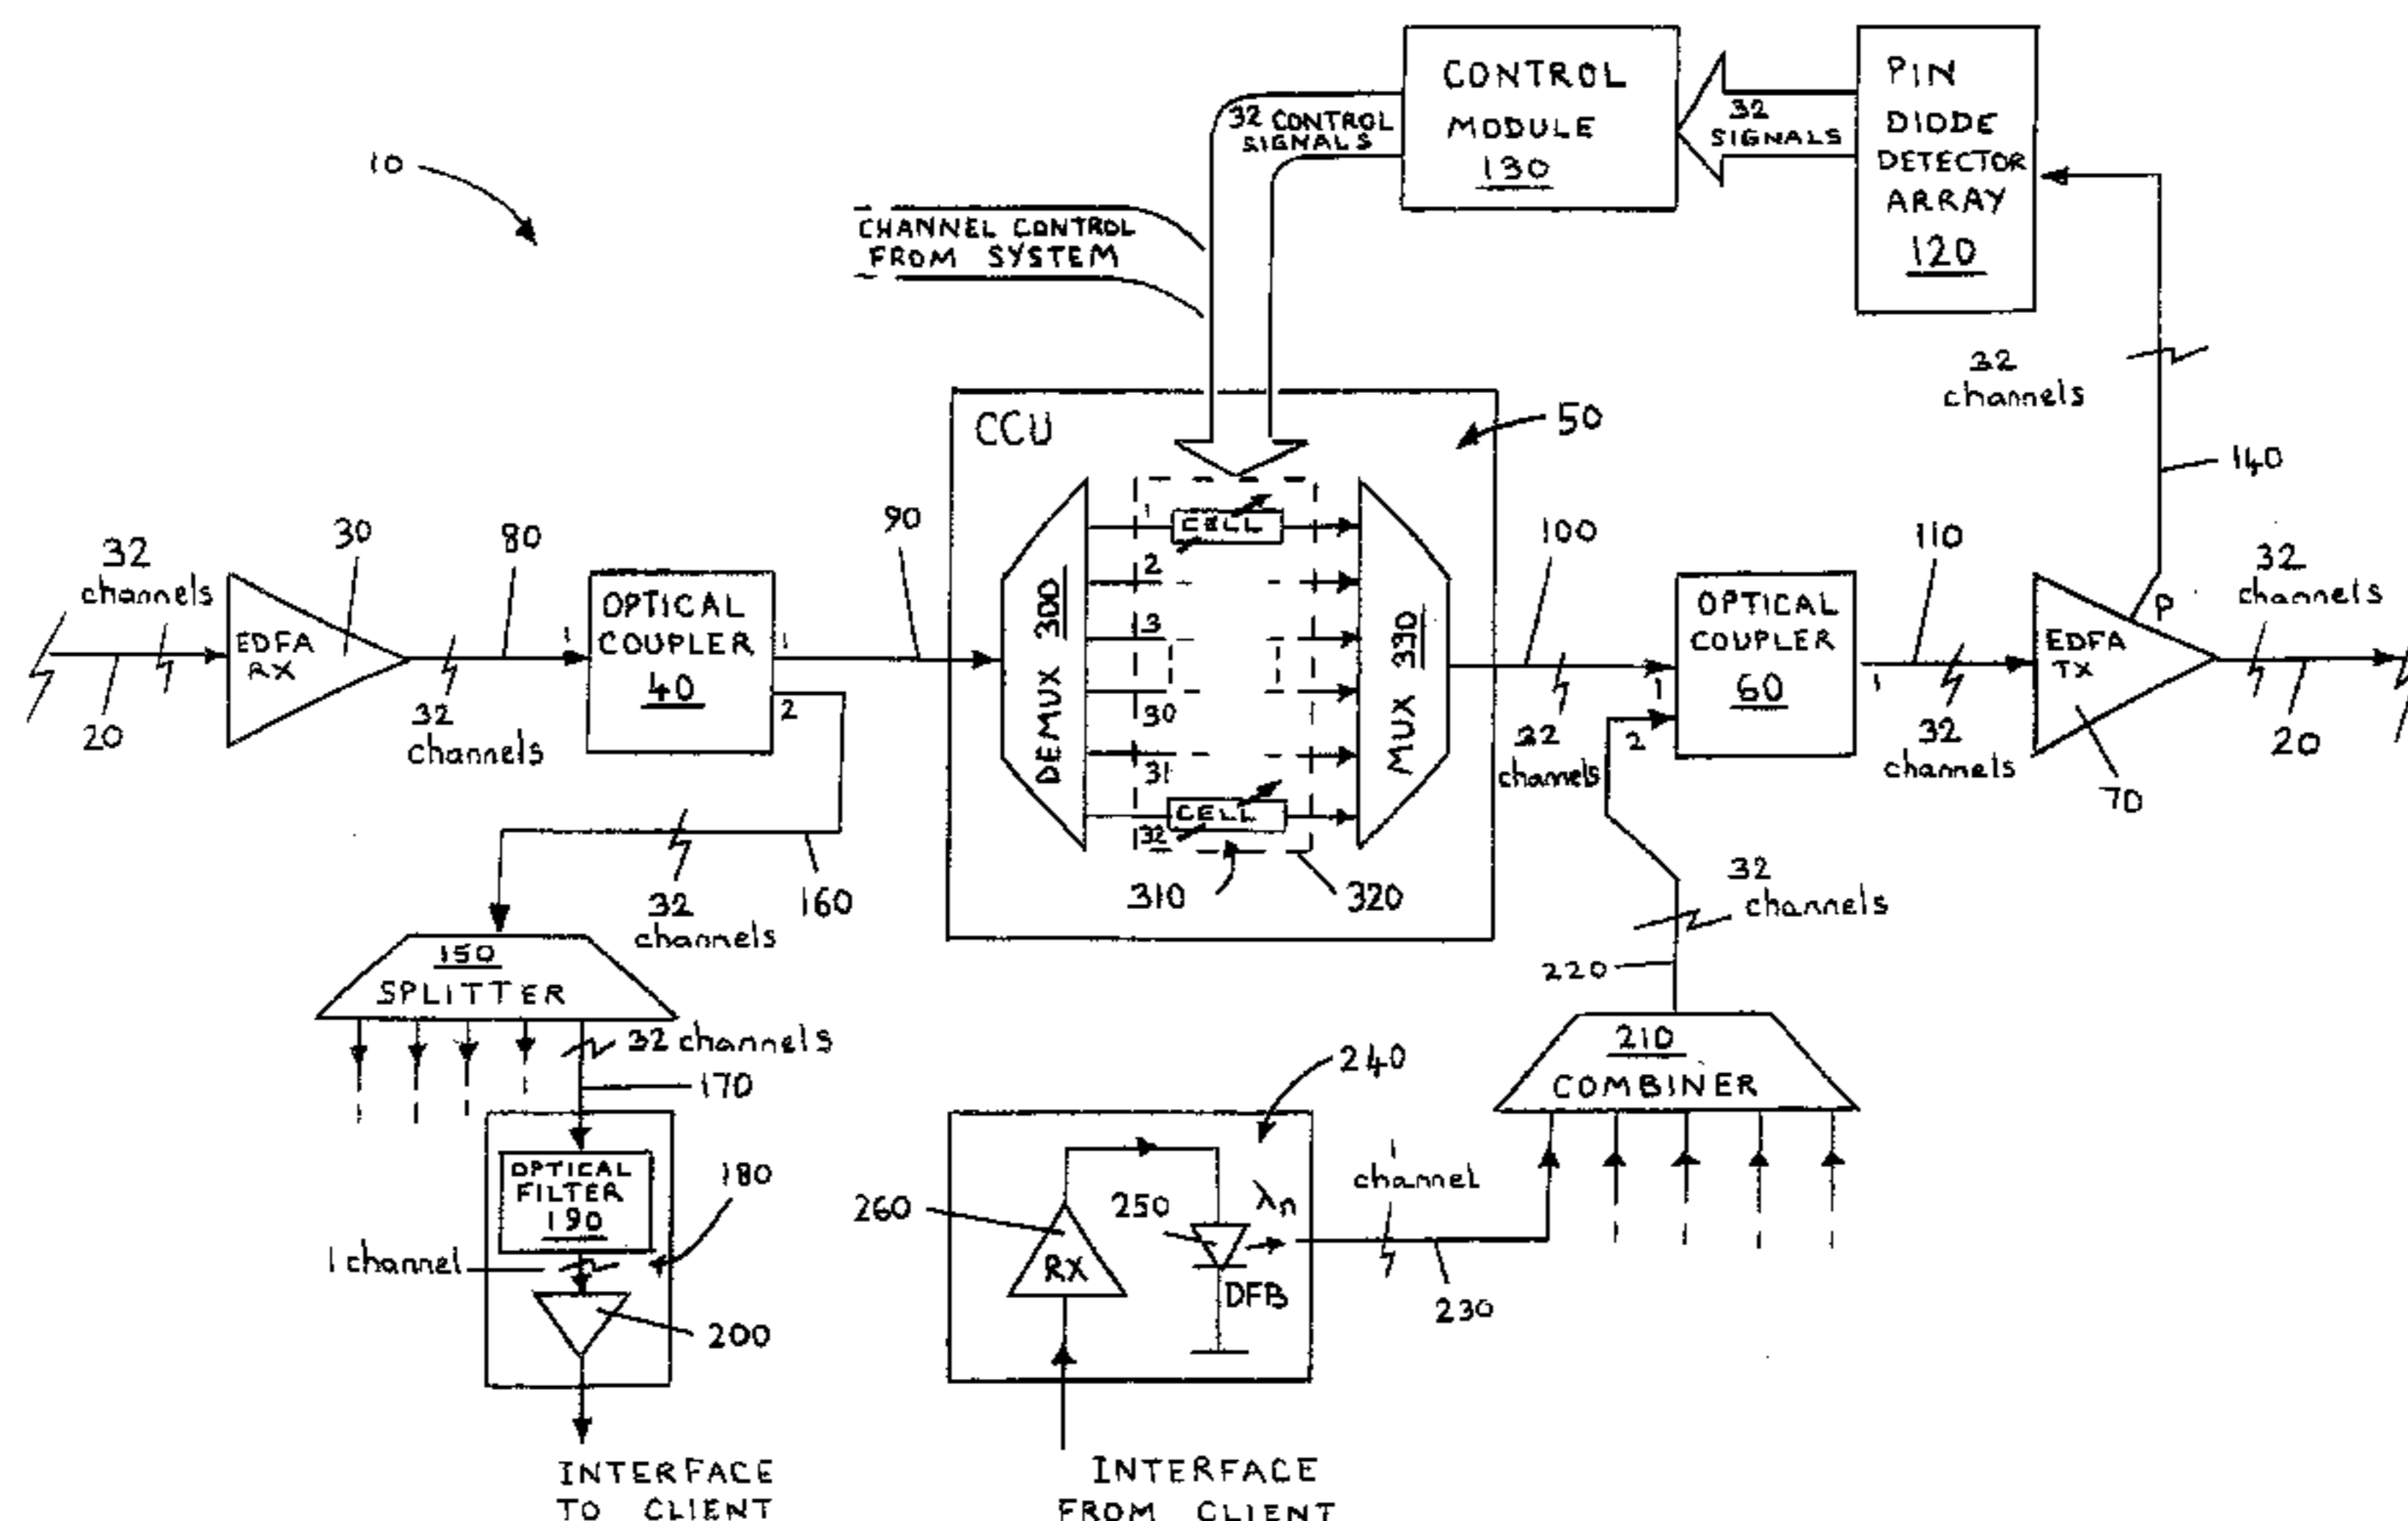 CONTROL
MODULE
130
PIN
DIODE
DETECTOR
ARRAY
120
32
SIGNALS
32 CONTROL
SIGNALS
10
CHANNEL CONTROL
FROM SYSTEM
32
channels
140
CCU
50
32
channels
30
80
90
100
110
32
channels
EDFA
RX
1
OPTICAL
COUPLER
40
1
2
DEMUX 300
1
CELL
2
3
30
31
32
CELL
MUX 330
1
2
OPTICAL
COUPLER
60
1
EDFA
TX
P
20
32
channels
32
channels
32
channels
20
70
310
320
32
channels
160
32
channels
220
150
SPLITTER
32 channels
170
210
COMBINER
240
OPTICAL
FILTER
190
180
1 channel
200
260
RX
250
λn
DFB
1
channel
230
INTERFACE
TO CLIENT
INTERFACE
FROM CLIENT